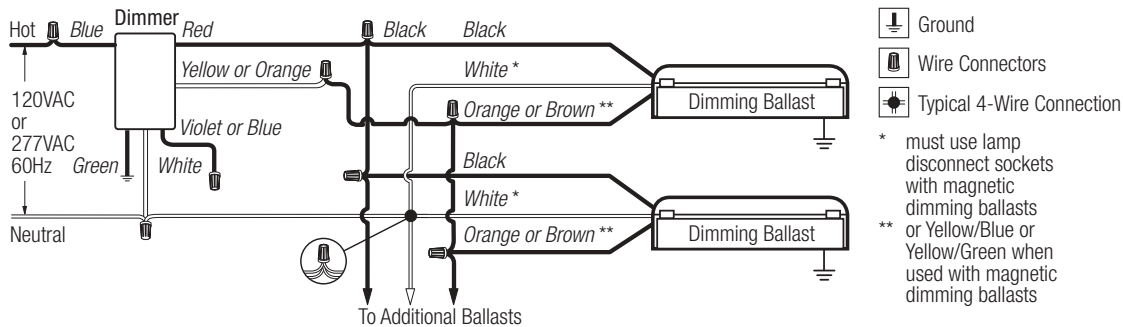 Dimmer
Hot
Blue
Red
Black
Black
Yellow or Orange
White *
120VAC
or
277VAC
60Hz
Orange or Brown **
Dimming Ballast
Violet or Blue
Green
White
Black
White *
Neutral
Orange or Brown **
Dimming Ballast
To Additional Ballasts
Ground
Wire Connectors
Typical 4-Wire Connection
* must use lamp
disconnect sockets
with magnetic
dimming ballasts
** or Yellow/Blue or
Yellow/Green when
used with magnetic
dimming ballasts